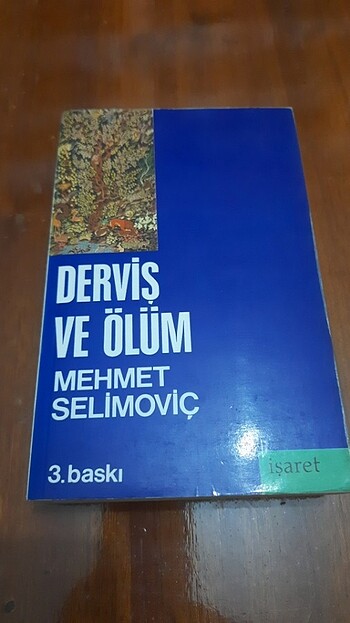 DERVİŞ
VE ÖLÜM
MEHMET
SELİMOVİÇ
3. baskı
işaret